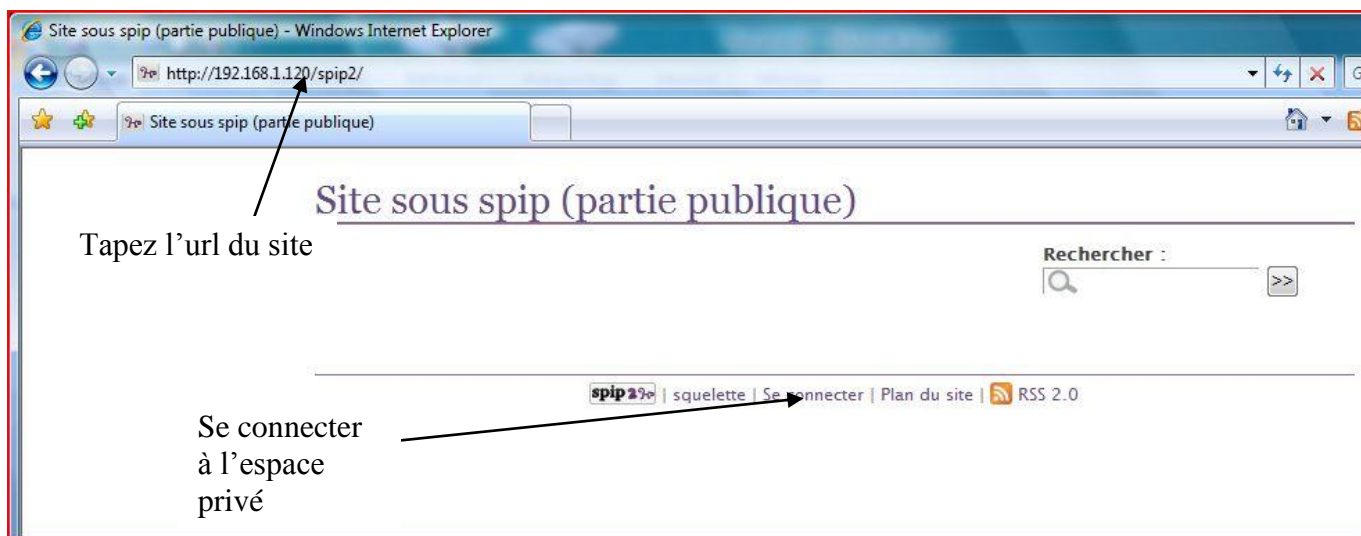 Site sous spip (partie publique) - Windows Internet Explorer
http://192.168.1.120/spip2/
Site sous spip (partie publique)
Site sous spip (partie publique)
Tapez l’url du site
Rechercher :
>>
spip 2 | squelette | Se connecter | Plan du site | RSS 2.0
Se connecter
à l’espace
privé